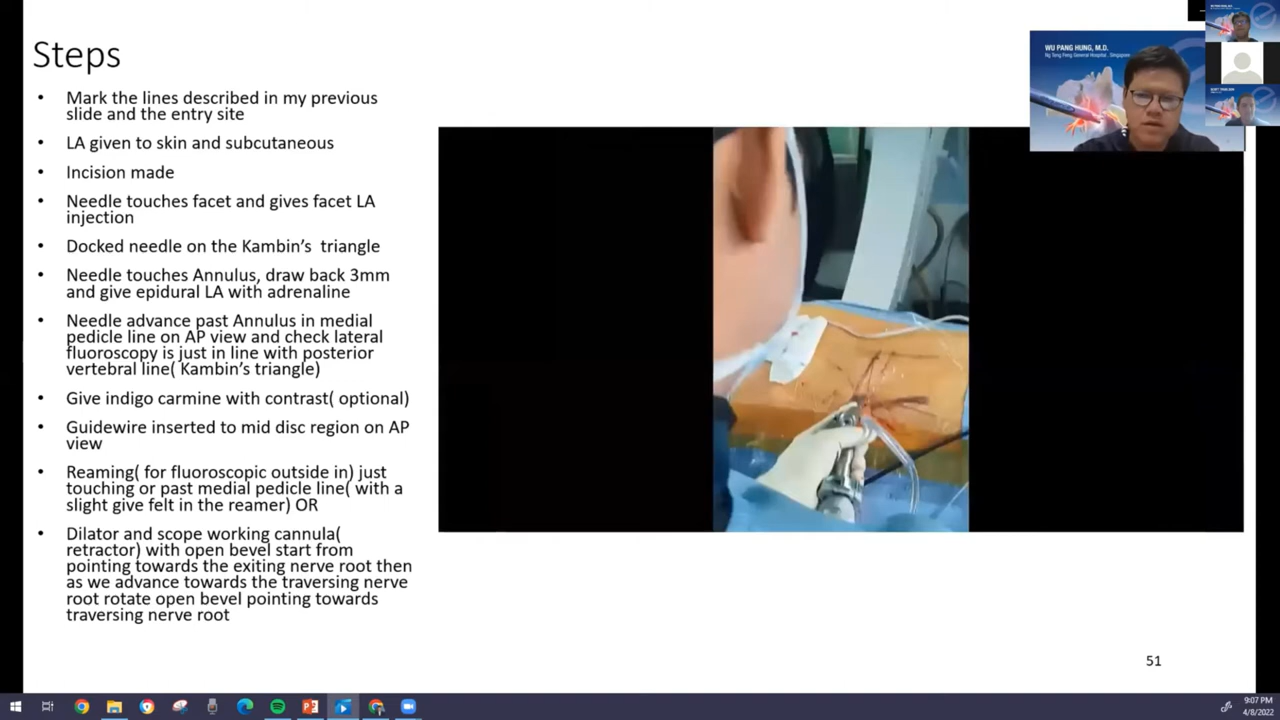 Steps
• Mark the lines described in my previous
slide and the entry site
• LA given to skin and subcutaneous
• Incision made
• Needle touches facet and gives facet LA
injection
• Docked needle on the Kambin's triangle
• Needle touches Annulus, draw back 3mm
and give epidural LA with adrenaline
• Needle advance past Annulus in medial
pedicle line on AP view and check lateral
fluoroscopy is just in line with posterior
vertebral line( Kambin's triangle)
• Give indigo carmine with contrast( optional)
• Guidewire inserted to mid disc region on AP
view
• Reaming( for fluoroscopic outside in) just
touching or past medial pedicle line( with a
slight give felt in the reamer) OR
• Dilator and scope working cannula(
retractor) with open bevel start from
pointing towards the exiting nerve root then
as we advance towards the traversing nerve
root rotate open bevel pointing towards
traversing nerve root
WU PANG HUNG, M.D.
Ng Teng Fong General Hospital - Singapore
51
9:07 PM
4/8/2022